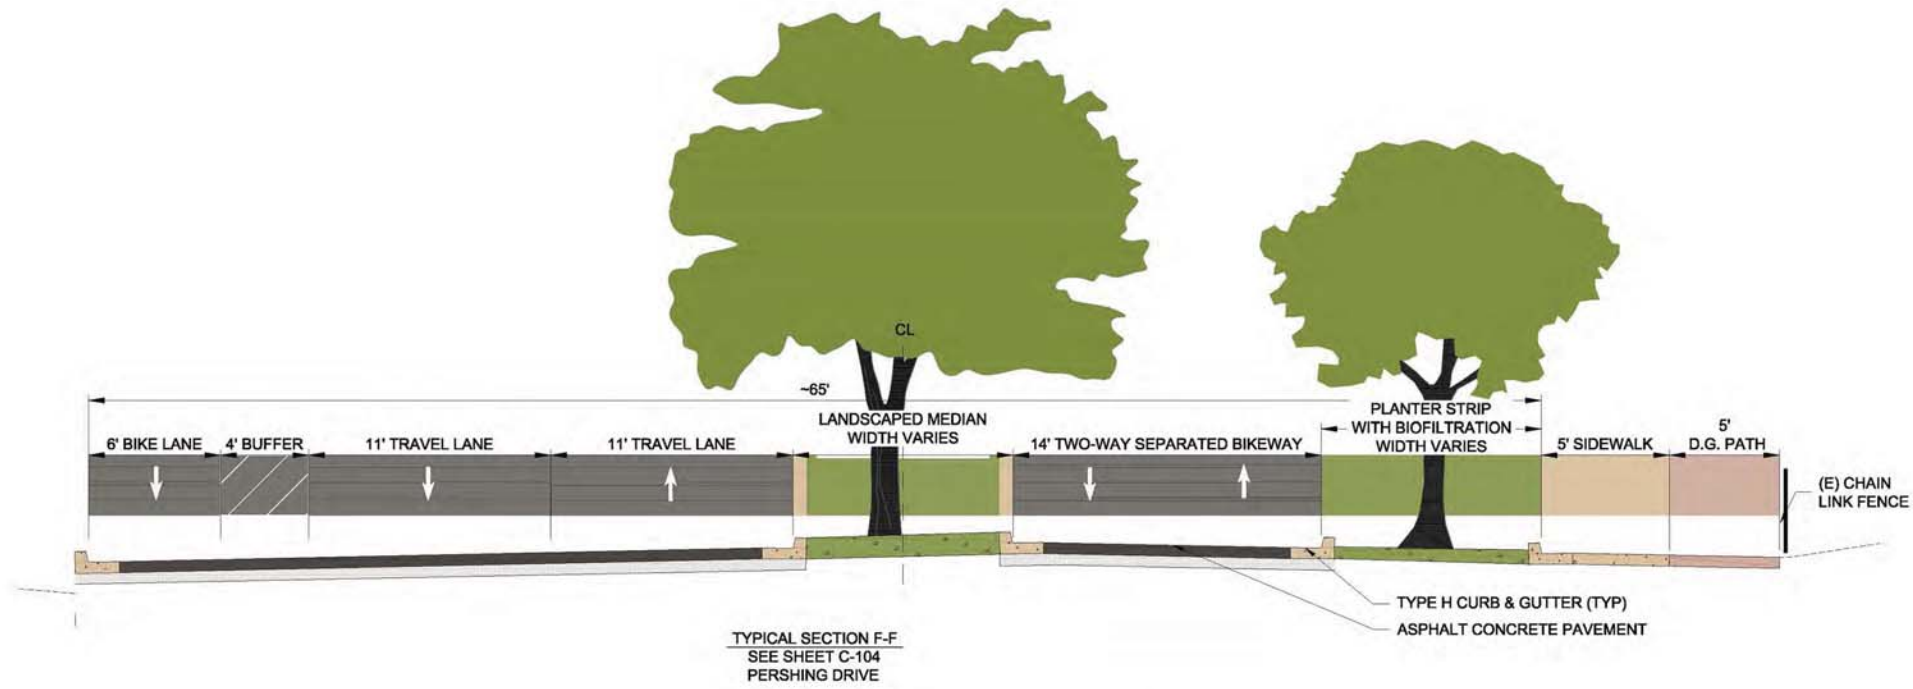 CL
~65'
6' BIKE LANE
4' BUFFER
11' TRAVEL LANE
11' TRAVEL LANE
LANDSCAPED MEDIAN
WIDTH VARIES
14' TWO-WAY SEPARATED BIKEWAY
PLANTER STRIP
WITH BIOFILTRATION
WIDTH VARIES
5' SIDEWALK
5'
D.G. PATH
(E) CHAIN
LINK FENCE
TYPE H CURB & GUTTER (TYP)
ASPHALT CONCRETE PAVEMENT
TYPICAL SECTION F-F
SEE SHEET C-104
PERSHING DRIVE